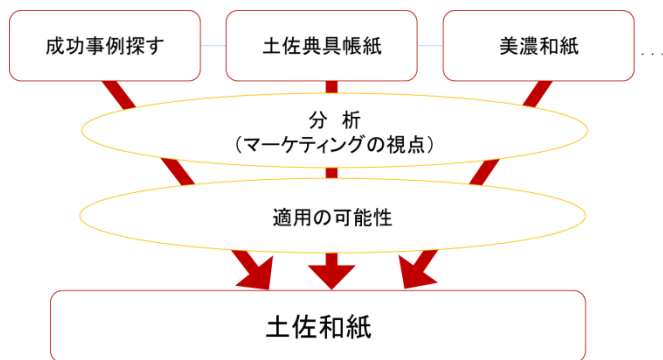 成功事例探す
土佐典具帳紙
美濃和紙
...
分 析
(マーケティングの視点)
適用の可能性
土佐和紙